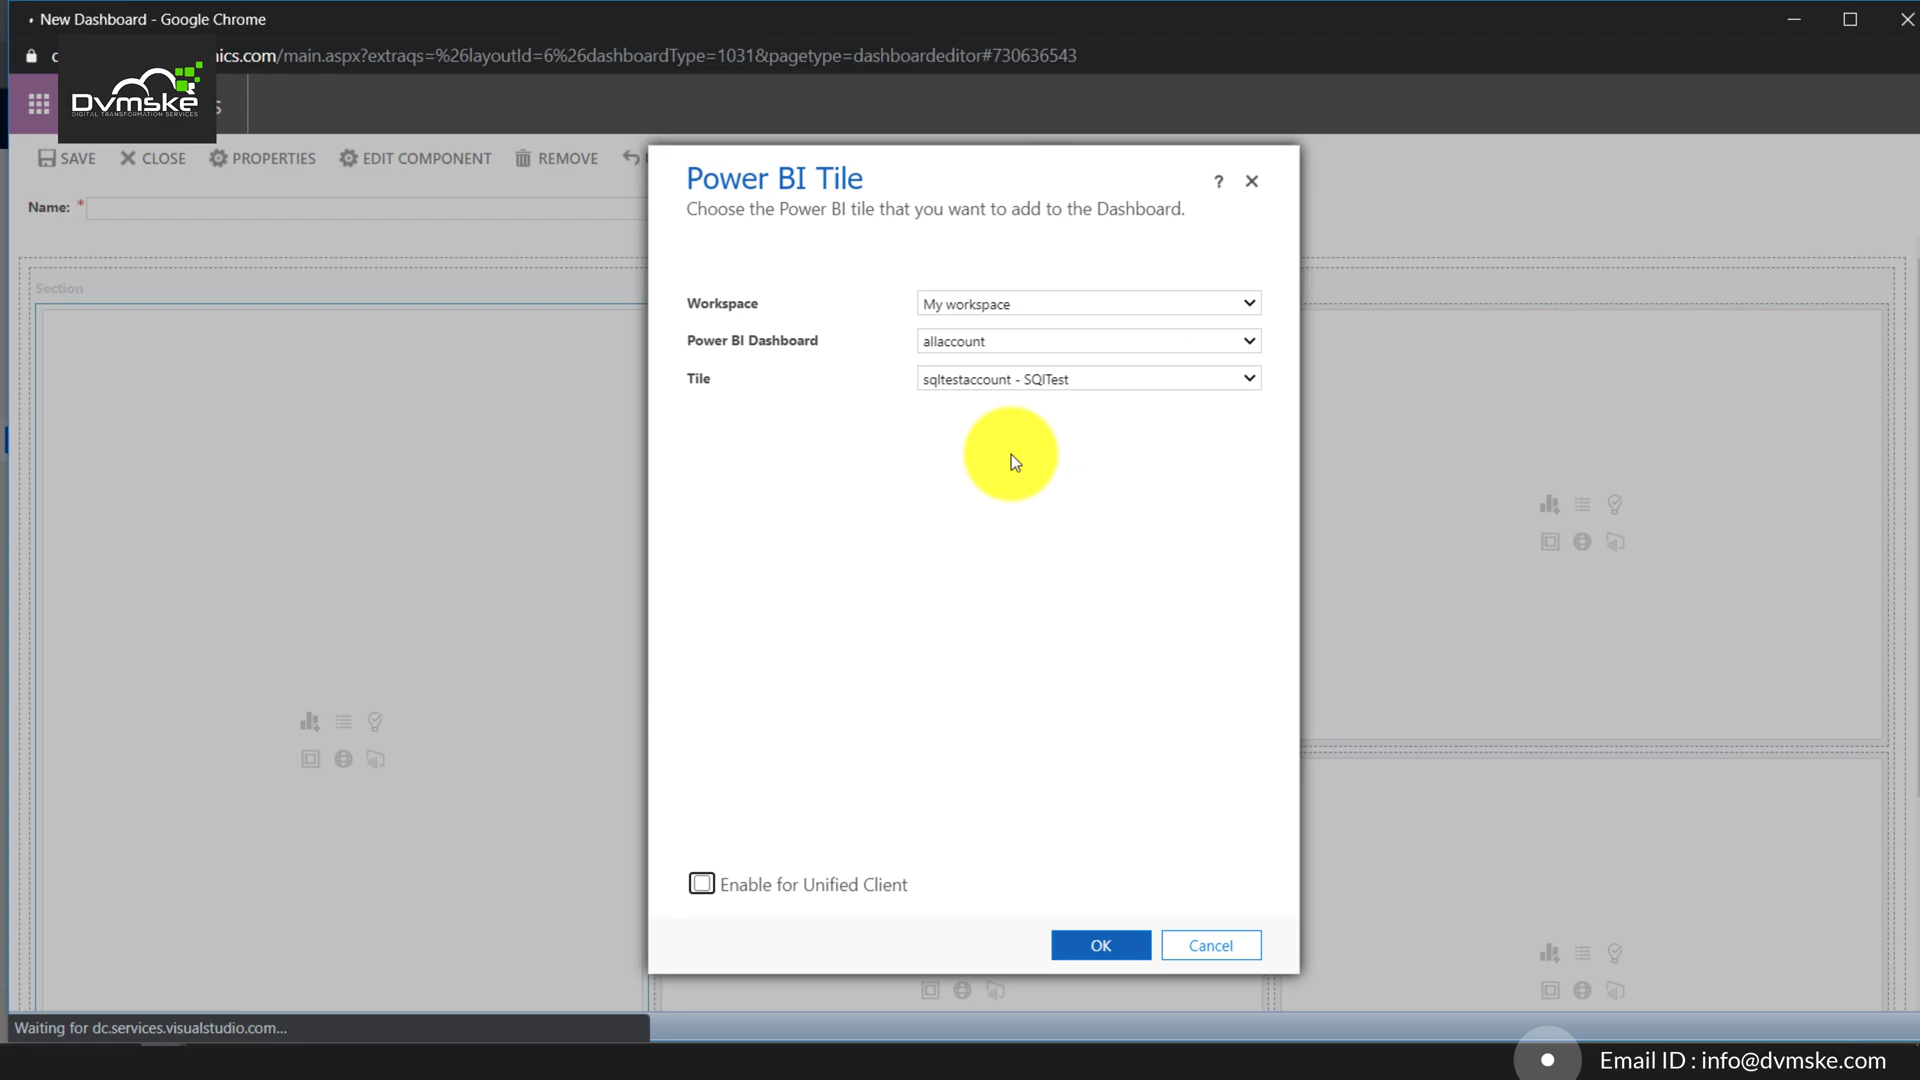 New Dashboard - Google Chrome
ics.com/main.aspx?extraqs=%26layoutId=6%26dashboardType=1031&pagetype=dashboardeditor#730636543
Dvmske
DIGITAL TRANSFORMATION SERVICES
SAVE CLOSE PROPERTIES EDIT COMPONENT REMOVE
Name: *
Section
Power BI Tile
?
Choose the Power BI tile that you want to add to the Dashboard.
Workspace My workspace
Power BI Dashboard allaccount
Tile sqltestaccount - SQlTest
Enable for Unified Client
OK Cancel
Waiting for dc.services.visualstudio.com...
Email ID : info@dvmske.com